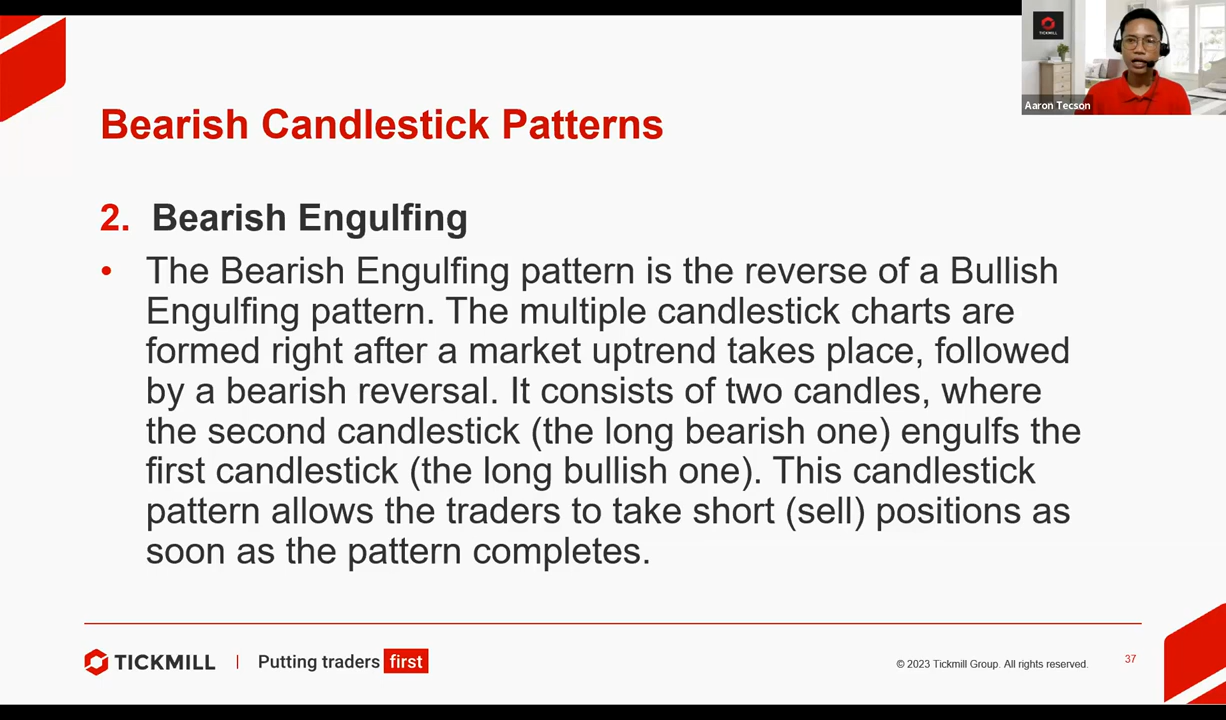 TICKMILL
Aaron Tecson
Bearish Candlestick Patterns
2. Bearish Engulfing
• The Bearish Engulfing pattern is the reverse of a Bullish
Engulfing pattern. The multiple candlestick charts are
formed right after a market uptrend takes place, followed
by a bearish reversal. It consists of two candles, where
the second candlestick (the long bearish one) engulfs the
first candlestick (the long bullish one). This candlestick
pattern allows the traders to take short (sell) positions as
soon as the pattern completes.
TICKMILL | Putting traders first
© 2023 Tickmill Group. All rights reserved. 37